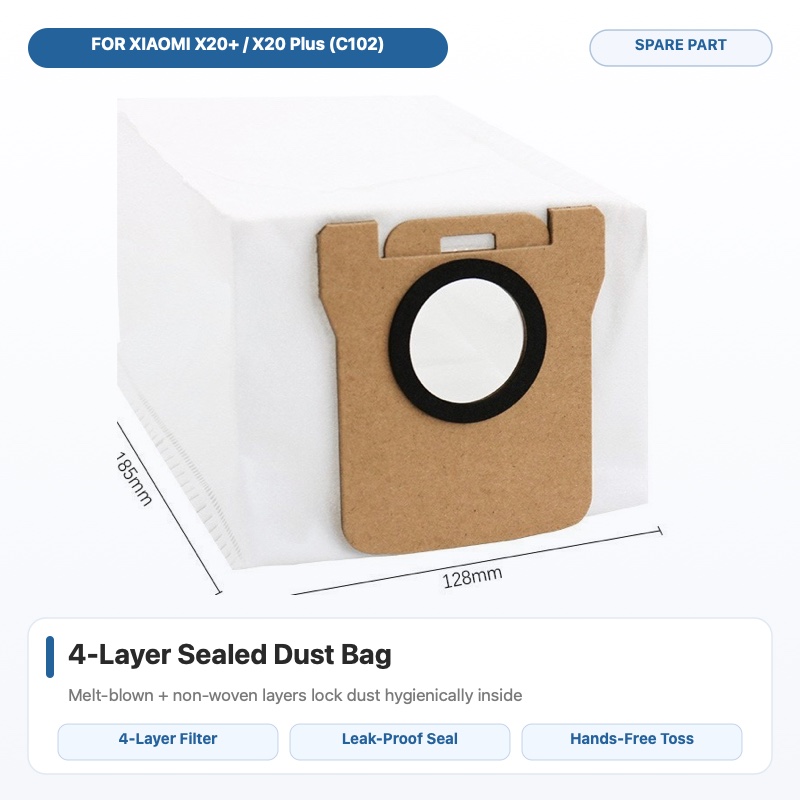 FOR XIAOMI X20+ / X20 Plus (C102)
SPARE PART
185mm
128mm
4-Layer Sealed Dust Bag
Melt-blown + non-woven layers lock dust hygienically inside
4-Layer Filter
Leak-Proof Seal
Hands-Free Toss